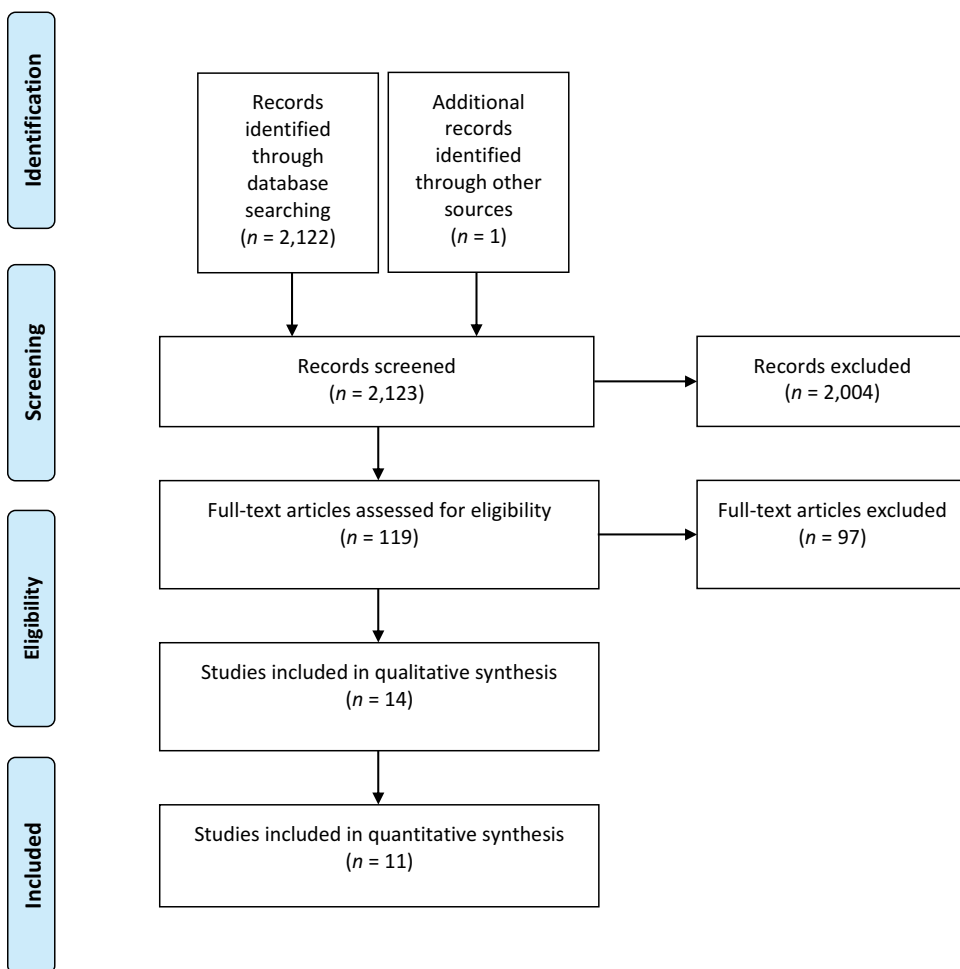 Identification
Records
identified
through
database
searching
(n = 2,122)
Additional
records
identified
through other
sources
(n = 1)
Screening
Records screened
(n = 2,123)
Records excluded
(n = 2,004)
Eligibility
Full-text articles assessed for eligibility
(n = 119)
Full-text articles excluded
(n = 97)
Studies included in qualitative synthesis
(n = 14)
Included
Studies included in quantitative synthesis
(n = 11)